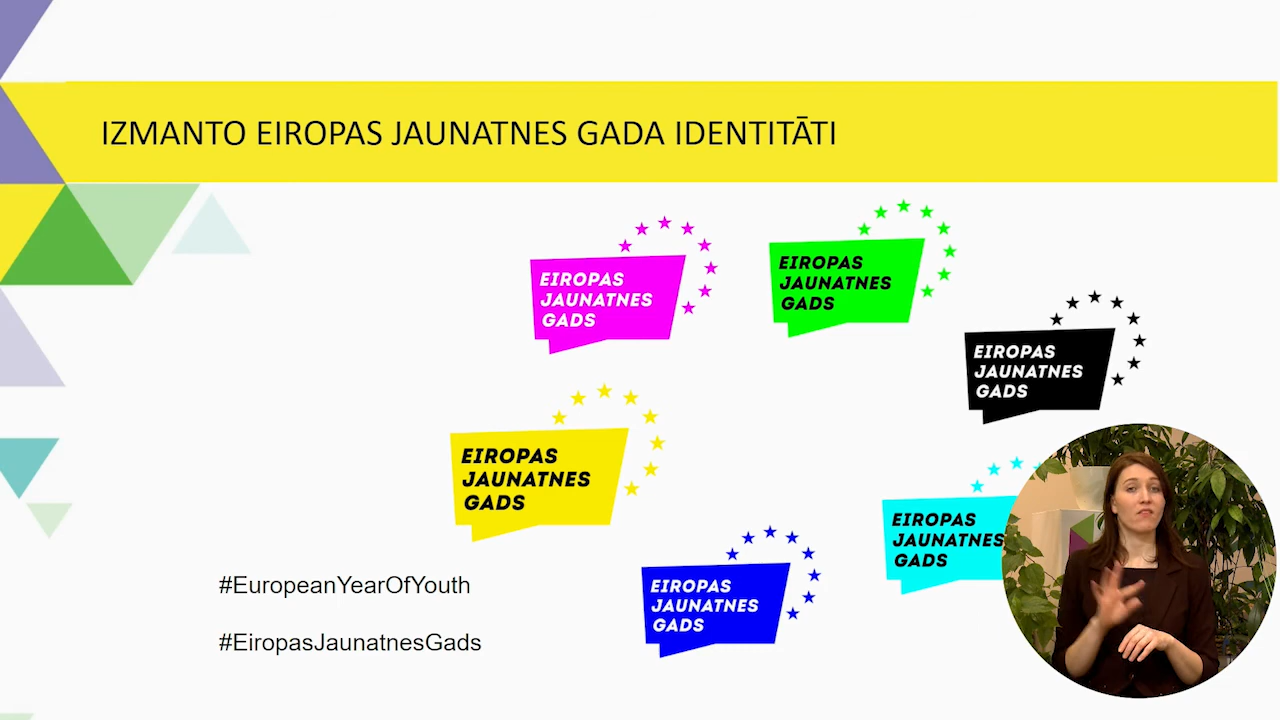 IZMANTO EIROPAS JAUNATNES GADA IDENTITĀTI
EIROPAS
JAUNATNES
GADS
EIROPAS
JAUNATNES
GADS
EIROPAS
JAUNATNES
GADS
EIROPAS
JAUNATNES
GADS
EIROPAS
JAUNATNES
GADS
EIROPAS
JAUNATNES
GADS
#EuropeanYearOfYouth
#EiropasJaunatnesGads